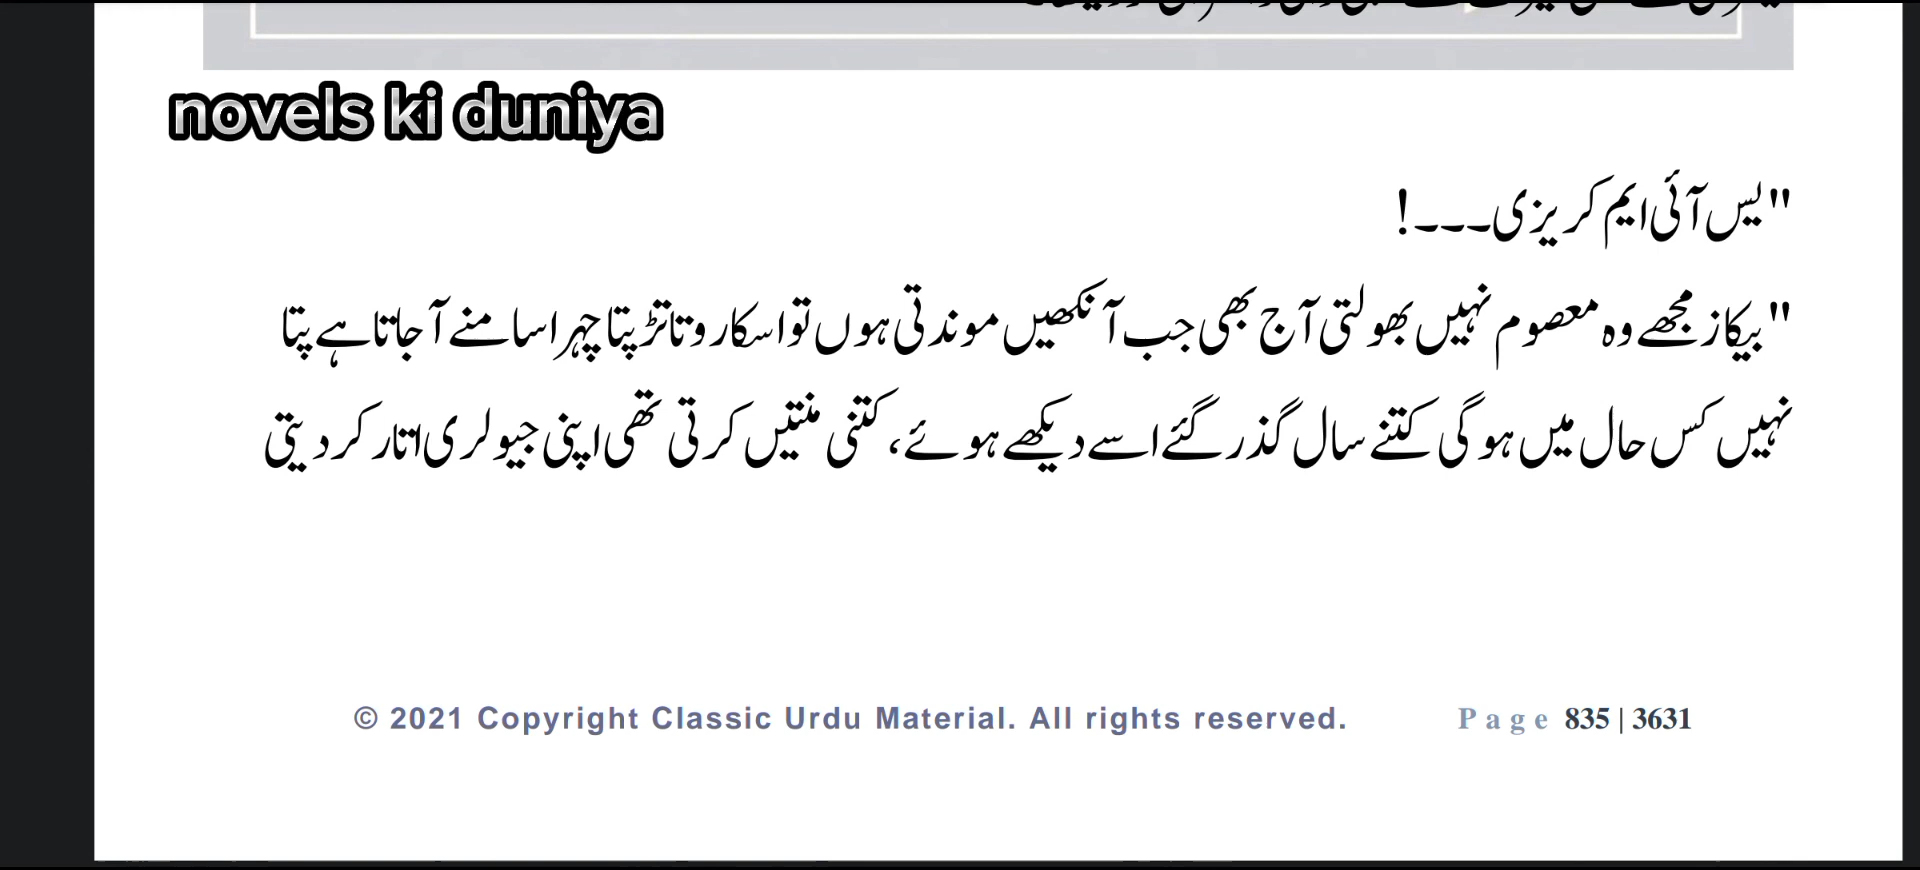 novels ki duniya
"یس آئی ایم کریزی۔۔۔!
"بیکاز مجھے وہ معصوم نہیں بھولتی آج بھی جب آنکھیں موندتی ہوں تو اسکا روتا تڑپتا چہرا سامنے آجاتا ہے پتا
نہیں کس حال میں ہوگی کتنے سال گذر گئے اسے دیکھے ہوئے، کتنی منتیں کرتی تھی اپنی جیولری اتار کر دیتی
© 2021 Copyright Classic Urdu Material. All rights reserved. Page 835 | 3631